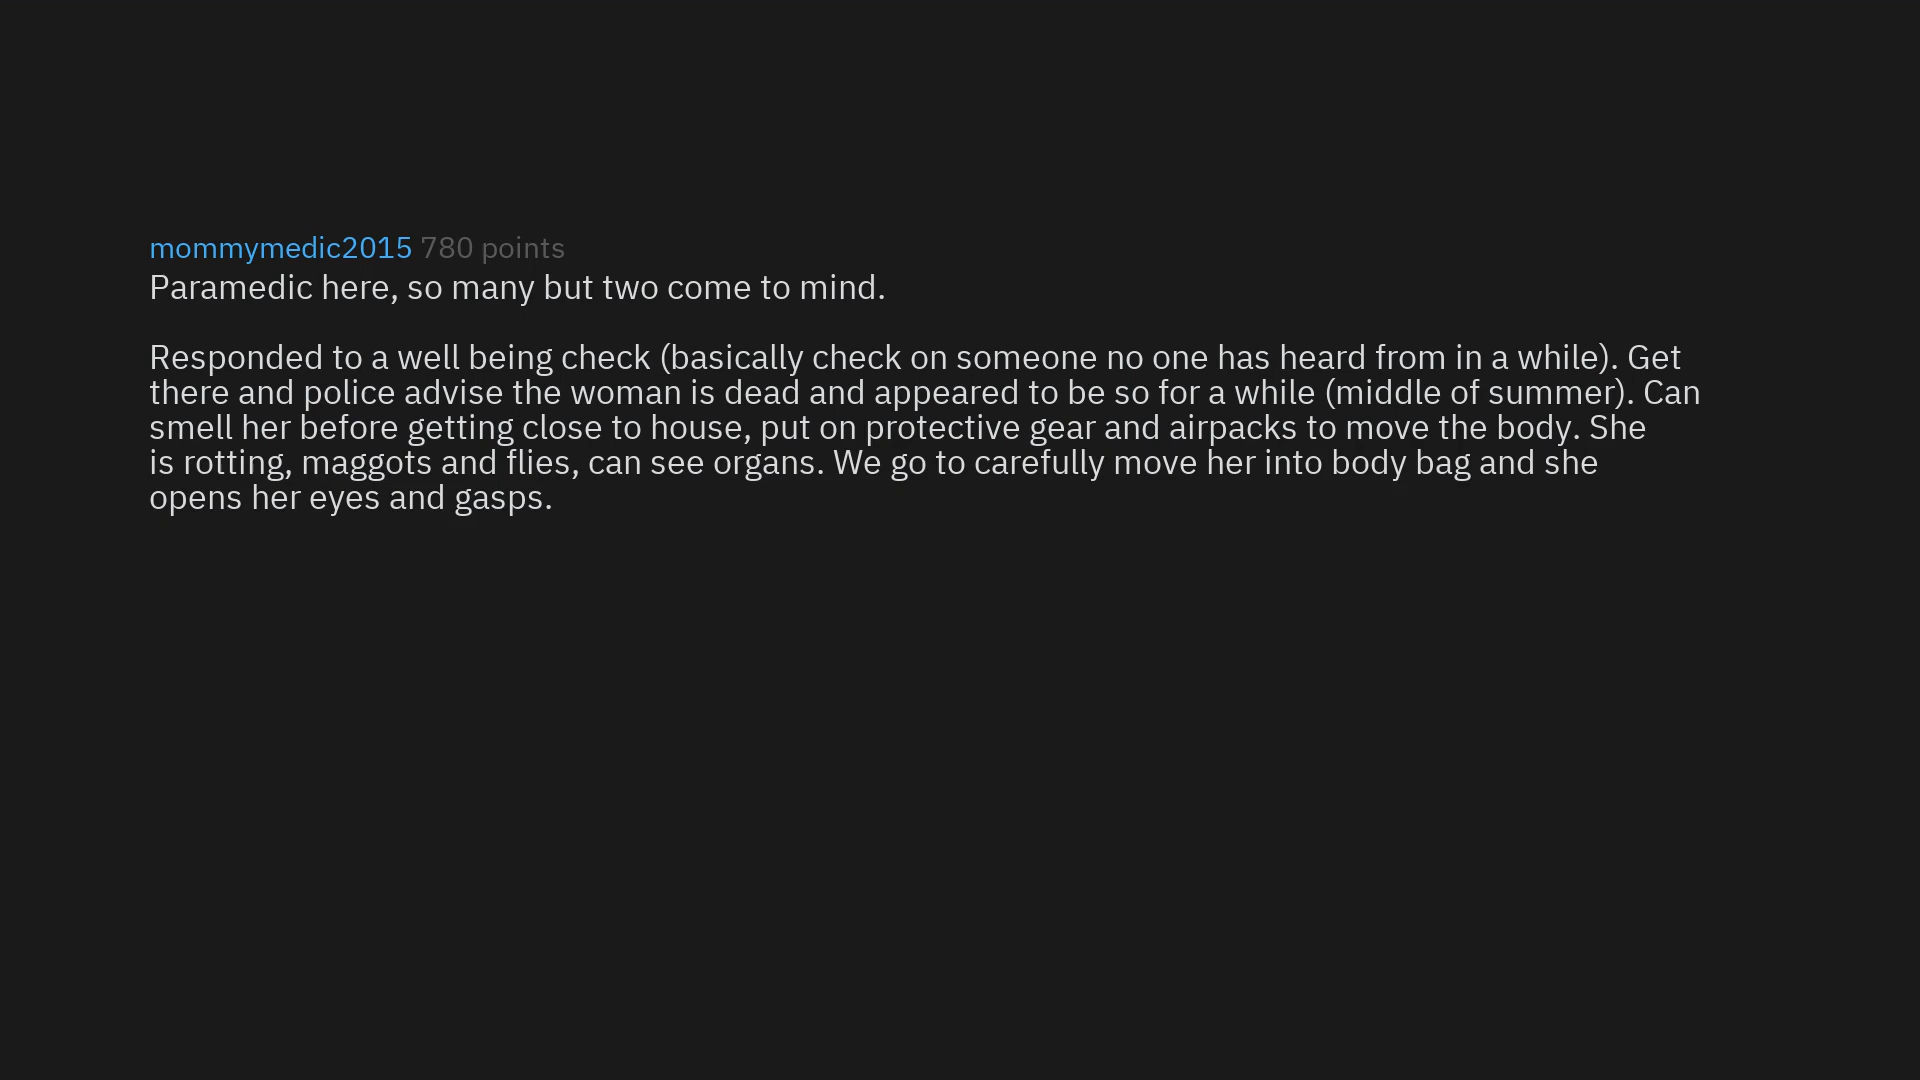 mommymedic2015 780 points
Paramedic here, so many but two come to mind.
Responded to a well being check (basically check on someone no one has heard from in a while). Get
there and police advise the woman is dead and appeared to be so for a while (middle of summer). Can
smell her before getting close to house, put on protective gear and airpacks to move the body. She
is rotting, maggots and flies, can see organs. We go to carefully move her into body bag and she
opens her eyes and gasps.